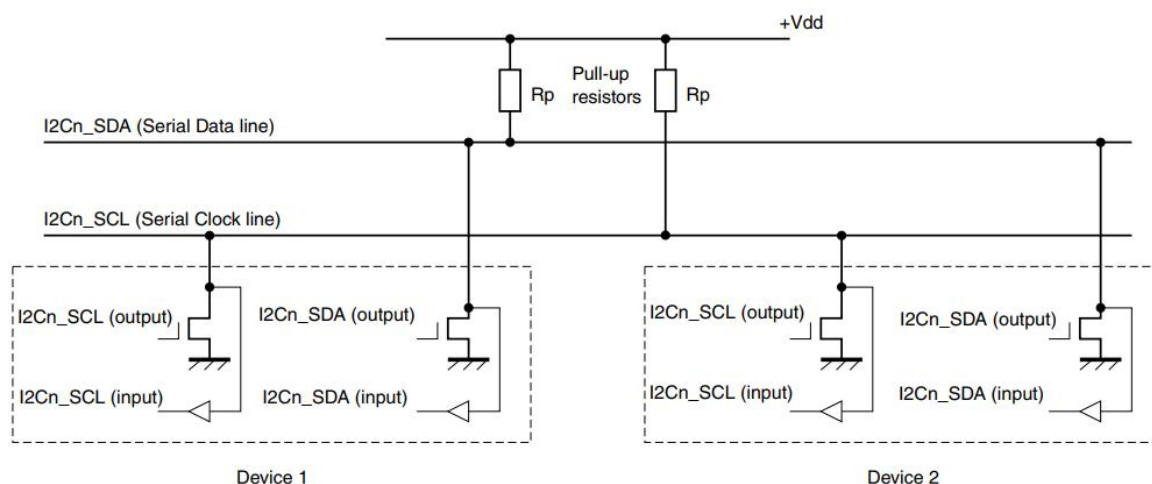 +Vdd
Pull-up
resistors
Rp
Rp
I2Cn_SDA (Serial Data line)
I2Cn_SCL (Serial Clock line)
I2Cn_SCL (output)
I2Cn_SDA (output)
I2Cn_SCL (input)
I2Cn_SDA (input)
I2Cn_SCL (output)
I2Cn_SDA (output)
I2Cn_SCL (input)
I2Cn_SDA (input)
Device 1
Device 2